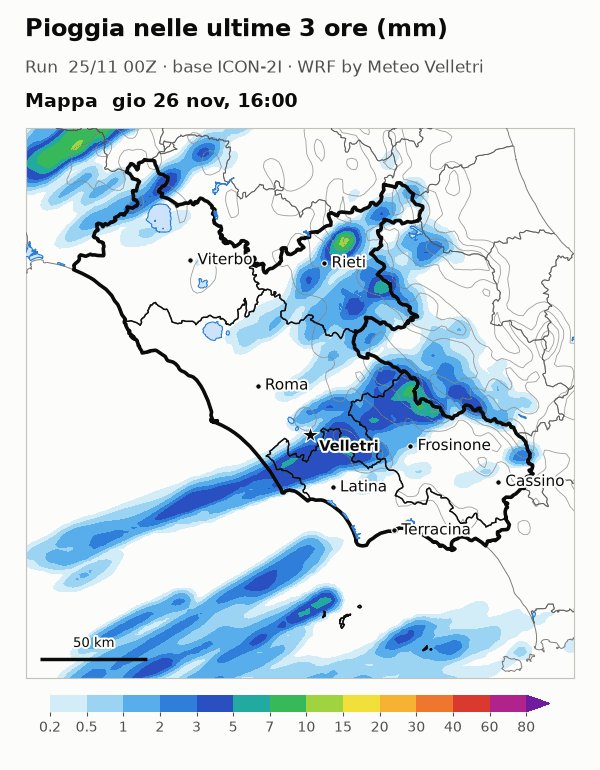 Pioggia nelle ultime 3 ore (mm)
Run  25/11 00Z · base ICON-2I · WRF by Meteo Velletri
Mappa  gio 26 nov, 16:00
Viterbo
Rieti
Roma
Velletri
Frosinone
Latina
Cassino
Terracina
50 km
0.2 0.5 1 2 3 5 7 10 15 20 30 40 60 80